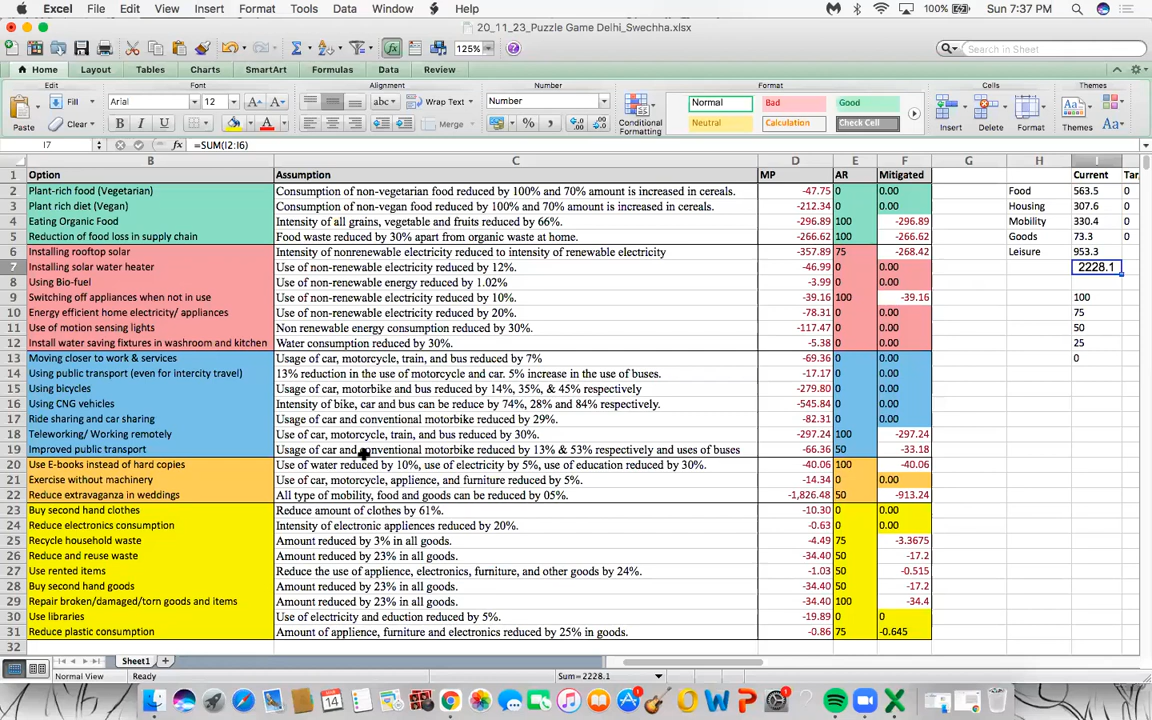 Excel File Edit View Insert Format Tools Data Window Help 100% Sun 7:37 PM
20_11_23_Puzzle Game Delhi_Swechha.xlsx
125% Search in Sheet
Home Layout Tables Charts SmartArt Formulas Data Review
Edit Font Alignment Number Format Cells Themes
Fill Arial 12 abc Wrap Text Number Normal Bad Good
Paste Clear B I U Merge % Conditional Formatting Neutral Calculation Check Cell Insert Delete Format Themes Aa
I7 fx =SUM(I2:I6)
B C D E F G H I
1 Option Assumption MP AR Mitigated Current Tar
2 Plant-rich food (Vegetarian) Consumption of non-vegetarian food reduced by 100% and 70% amount is increased in cereals. -47.75 0 0.00 Food 563.5 0
3 Plant rich diet (Vegan) Consumption of non-vegan food reduced by 100% and 70% amount is increased in cereals. -212.34 0 0.00 Housing 307.6 0
4 Eating Organic Food Intensity of all grains, vegetable and fruits reduced by 66%. -296.89 100 -296.89 Mobility 330.4 0
5 Reduction of food loss in supply chain Food waste reduced by 30% apart from organic waste at home. -266.62 100 -266.62 Goods 73.3 0
6 Installing rooftop solar Intensity of nonrenewable electricity reduced to intensity of renewable electricity -357.89 75 -268.42 Leisure 953.3
7 Installing solar water heater Use of non-renewable electricity reduced by 12%. -46.99 0 0.00 2228.1
8 Using Bio-fuel Use of non-renewable energy reduced by 1.02% -3.99 0 0.00
9 Switching off appliances when not in use Use of non-renewable electricity reduced by 10%. -39.16 100 -39.16 100
10 Energy efficient home electricity/ appliances Use of non-renewable electricity reduced by 20%. -78.31 0 0.00 75
11 Use of motion sensing lights Non renewable energy consumption reduced by 30%. -117.47 0 0.00 50
12 Install water saving fixtures in washroom and kitchen Water consumption reduced by 30%. -5.38 0 0.00 25
13 Moving closer to work & services Usage of car, motorcycle, train, and bus reduced by 7% -69.36 0 0.00 0
14 Using public transport (even for intercity travel) 13% reduction in the use of motorcycle and car. 5% increase in the use of buses. -17.17 0 0.00
15 Using bicycles Usage of car, motorbike and bus reduced by 14%, 35%, & 45% respectively -279.80 0 0.00
16 Using CNG vehicles Intensity of bike, car and bus can be reduce by 74%, 28% and 84% respectively. -545.84 0 0.00
17 Ride sharing and car sharing Usage of car and conventional motorbike reduced by 29%. -82.31 0 0.00
18 Teleworking/ Working remotely Use of car, motorcycle, train, and bus reduced by 30%. -297.24 100 -297.24
19 Improved public transport Usage of car and conventional motorbike reduced by 13% & 53% respectively and uses of buses -66.36 50 -33.18
20 Use E-books instead of hard copies Use of water reduced by 10%, use of electricity by 5%, use of education reduced by 30%. -40.06 100 -40.06
21 Exercise without machinery Use of car, motorcycle, applience, and furniture reduced by 5%. -14.34 0 0.00
22 Reduce extravaganza in weddings All type of mobility, food and goods can be reduced by 05%. -1,826.48 50 -913.24
23 Buy second hand clothes Reduce amount of clothes by 61%. -10.30 0 0.00
24 Reduce electronics consumption Intensity of electronic appliences reduced by 20%. -0.63 0 0.00
25 Recycle household waste Amount reduced by 3% in all goods. -4.49 75 -3.3675
26 Reduce and reuse waste Amount reduced by 23% in all goods. -34.40 50 -17.2
27 Use rented items Reduce the use of applience, electronics, furniture, and other goods by 24%. -1.03 50 -0.515
28 Buy second hand goods Amount reduced by 23% in all goods. -34.40 50 -17.2
29 Repair broken/damaged/torn goods and items Amount reduced by 23% in all goods. -34.40 100 -34.4
30 Use libraries Use of electricity and eduction reduced by 5%. -19.89 0 0
31 Reduce plastic consumption Amount of applience, furniture and electronics reduced by 25% in goods. -0.86 75 -0.645
32
Sheet1
Normal View Ready Sum=2228.1